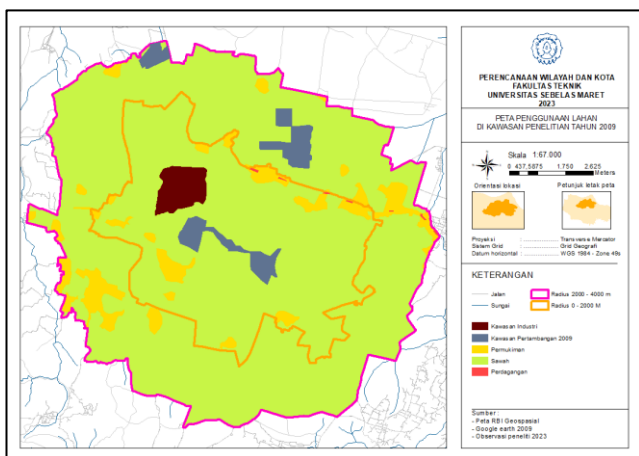 PERENCANAAN WILAYAH DAN KOTA
FAKULTAS TEKNIK
UNIVERSITAS SEBELAS MARET
2023
PETA PENGGUNAAN LAHAN
DI KAWASAN PENELITIAN TAHUN 2009
Skala 1:67.000
0 437,5875 1.750 2.625
Meters
Orientasi lokasi
Petunjuk letak peta
Proyeksi : Transverse Mercator
Sistem Grid : Grid Geografi
Datum horizontal : WGS 1984 - Zone 49s
KETERANGAN
Jalan
Sungai
Radius 2000 - 4000 m
Radius 0 - 2000 M
Kawasan Industri
Kawasan Pertambangan 2009
Permukiman
Sawah
Perdagangan
Sumber :
- Peta RBI Geospasial
- Google earth 2009
- Observasi peneliti 2023